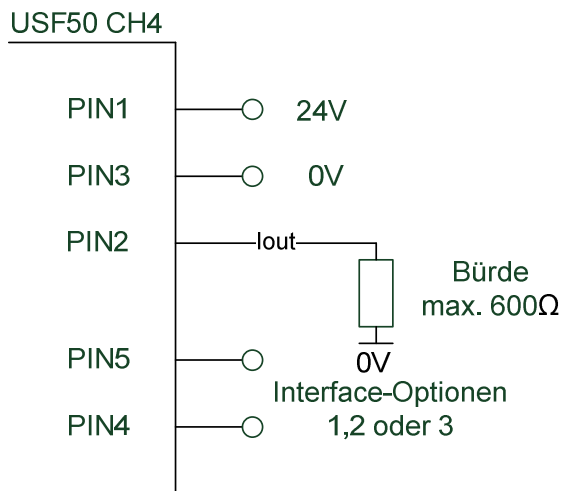 USF50 CH4
PIN1 24V
PIN3 0V
PIN2 Iout
Bürde
max. 600Ω
0V
PIN5
Interface-Optionen
PIN4 1,2 oder 3